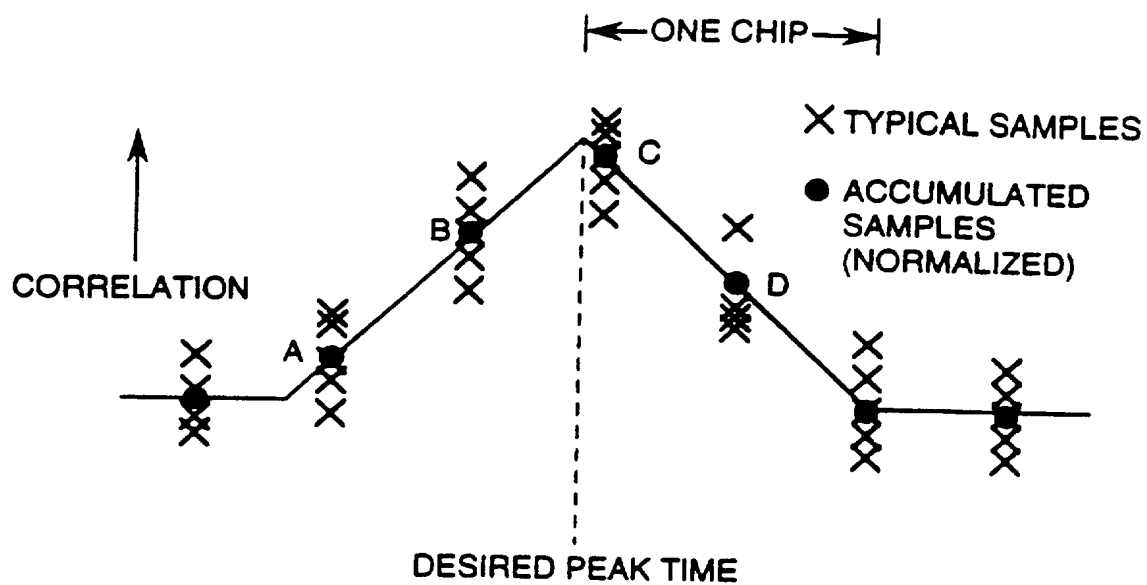 ONE CHIP
TYPICAL SAMPLES
C
ACCUMULATED
SAMPLES
(NORMALIZED)
B
D
CORRELATION
A
DESIRED PEAK TIME